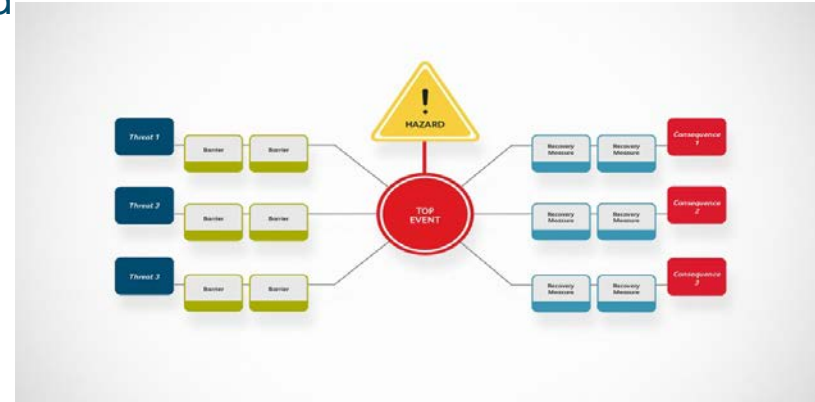 !
HAZARD
Threat 1
Barrier
Barrier
Recovery
Measure
Recovery
Measure
Consequence
1
Threat 2
Barrier
Barrier
TOP
EVENT
Recovery
Measure
Recovery
Measure
Consequence
2
Threat 3
Barrier
Barrier
Recovery
Measure
Recovery
Measure
Consequence
3